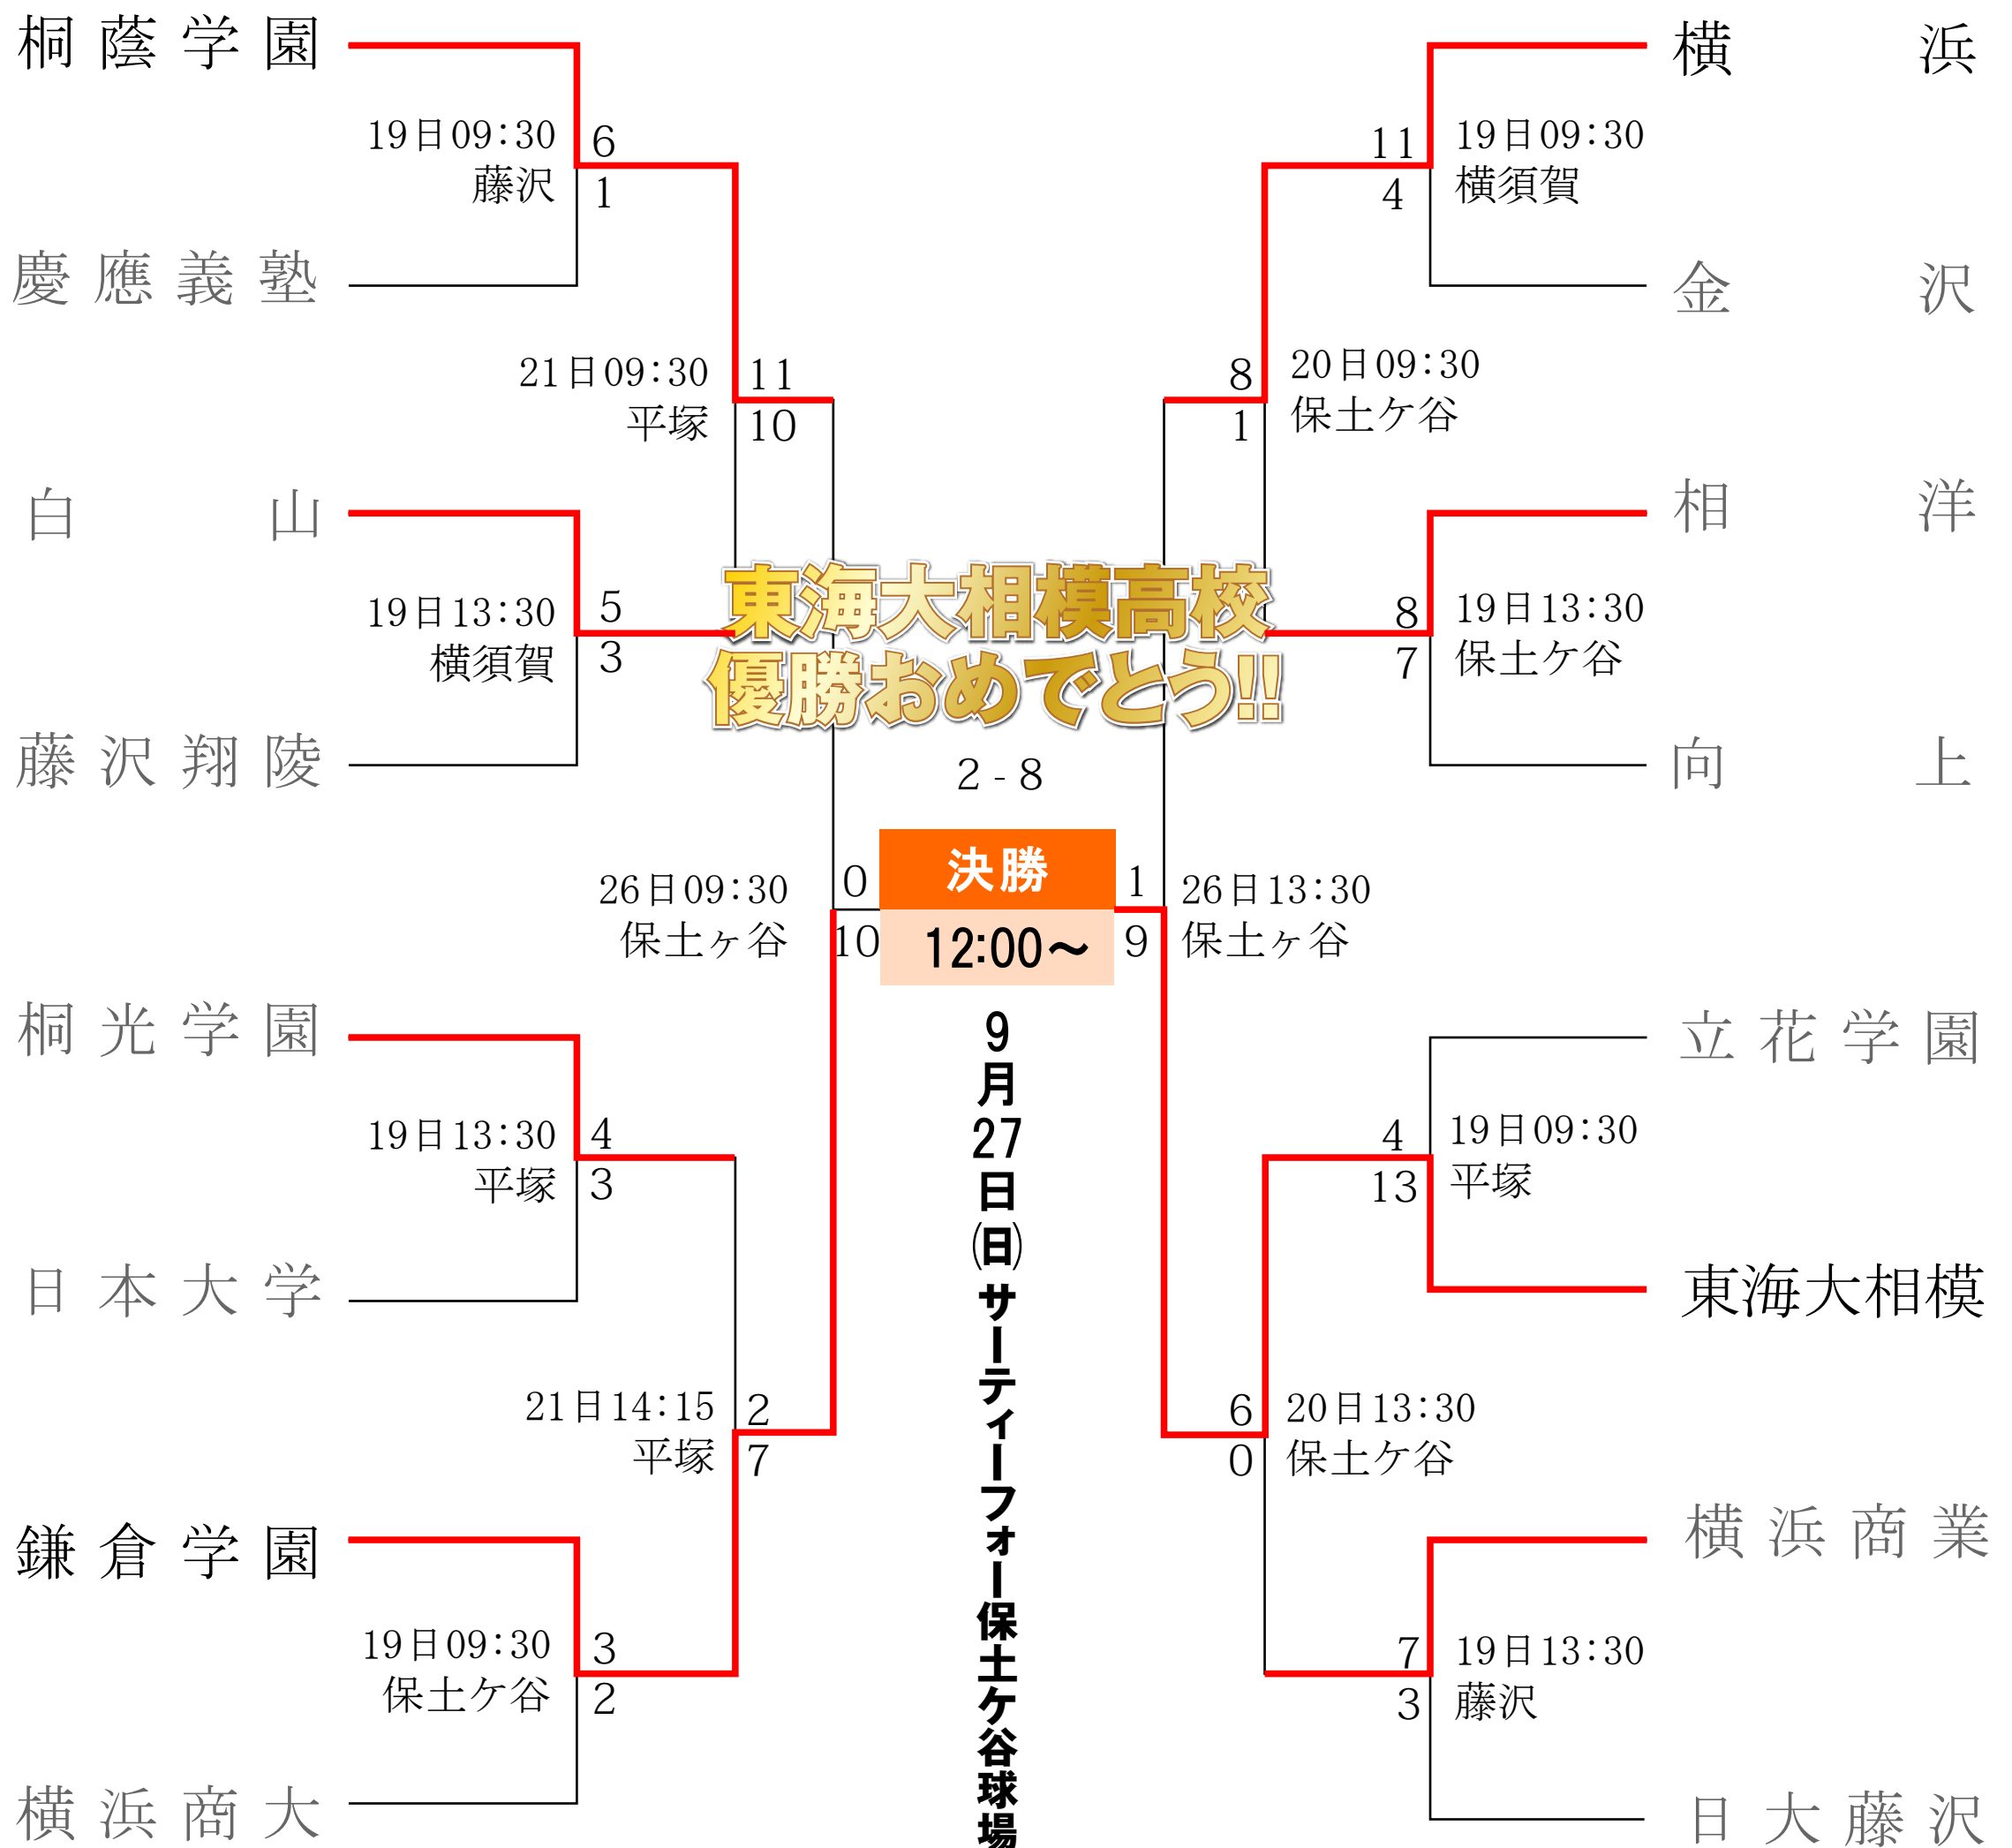 桐蔭学園
19日09:30
藤沢
6
1
慶應義塾
21日09:30
平塚
11
10
白山
19日13:30
横須賀
5
3
藤沢翔陵
26日09:30
保土ヶ谷
0
10
桐光学園
19日13:30
平塚
4
3
日本大学
21日14:15
平塚
2
7
鎌倉学園
19日09:30
保土ケ谷
3
2
横浜商大
東海大相模高校
優勝おめでとう!!
2 - 8
決勝
12:00～
9月27日(日)サーティーフォー保土ケ谷球場
横浜
11
4
19日09:30
横須賀
金沢
8
1
20日09:30
保土ケ谷
相洋
8
7
19日13:30
保土ケ谷
向上
1
9
26日13:30
保土ヶ谷
立花学園
4
13
19日09:30
平塚
東海大相模
6
0
20日13:30
保土ケ谷
横浜商業
7
3
19日13:30
藤沢
日大藤沢